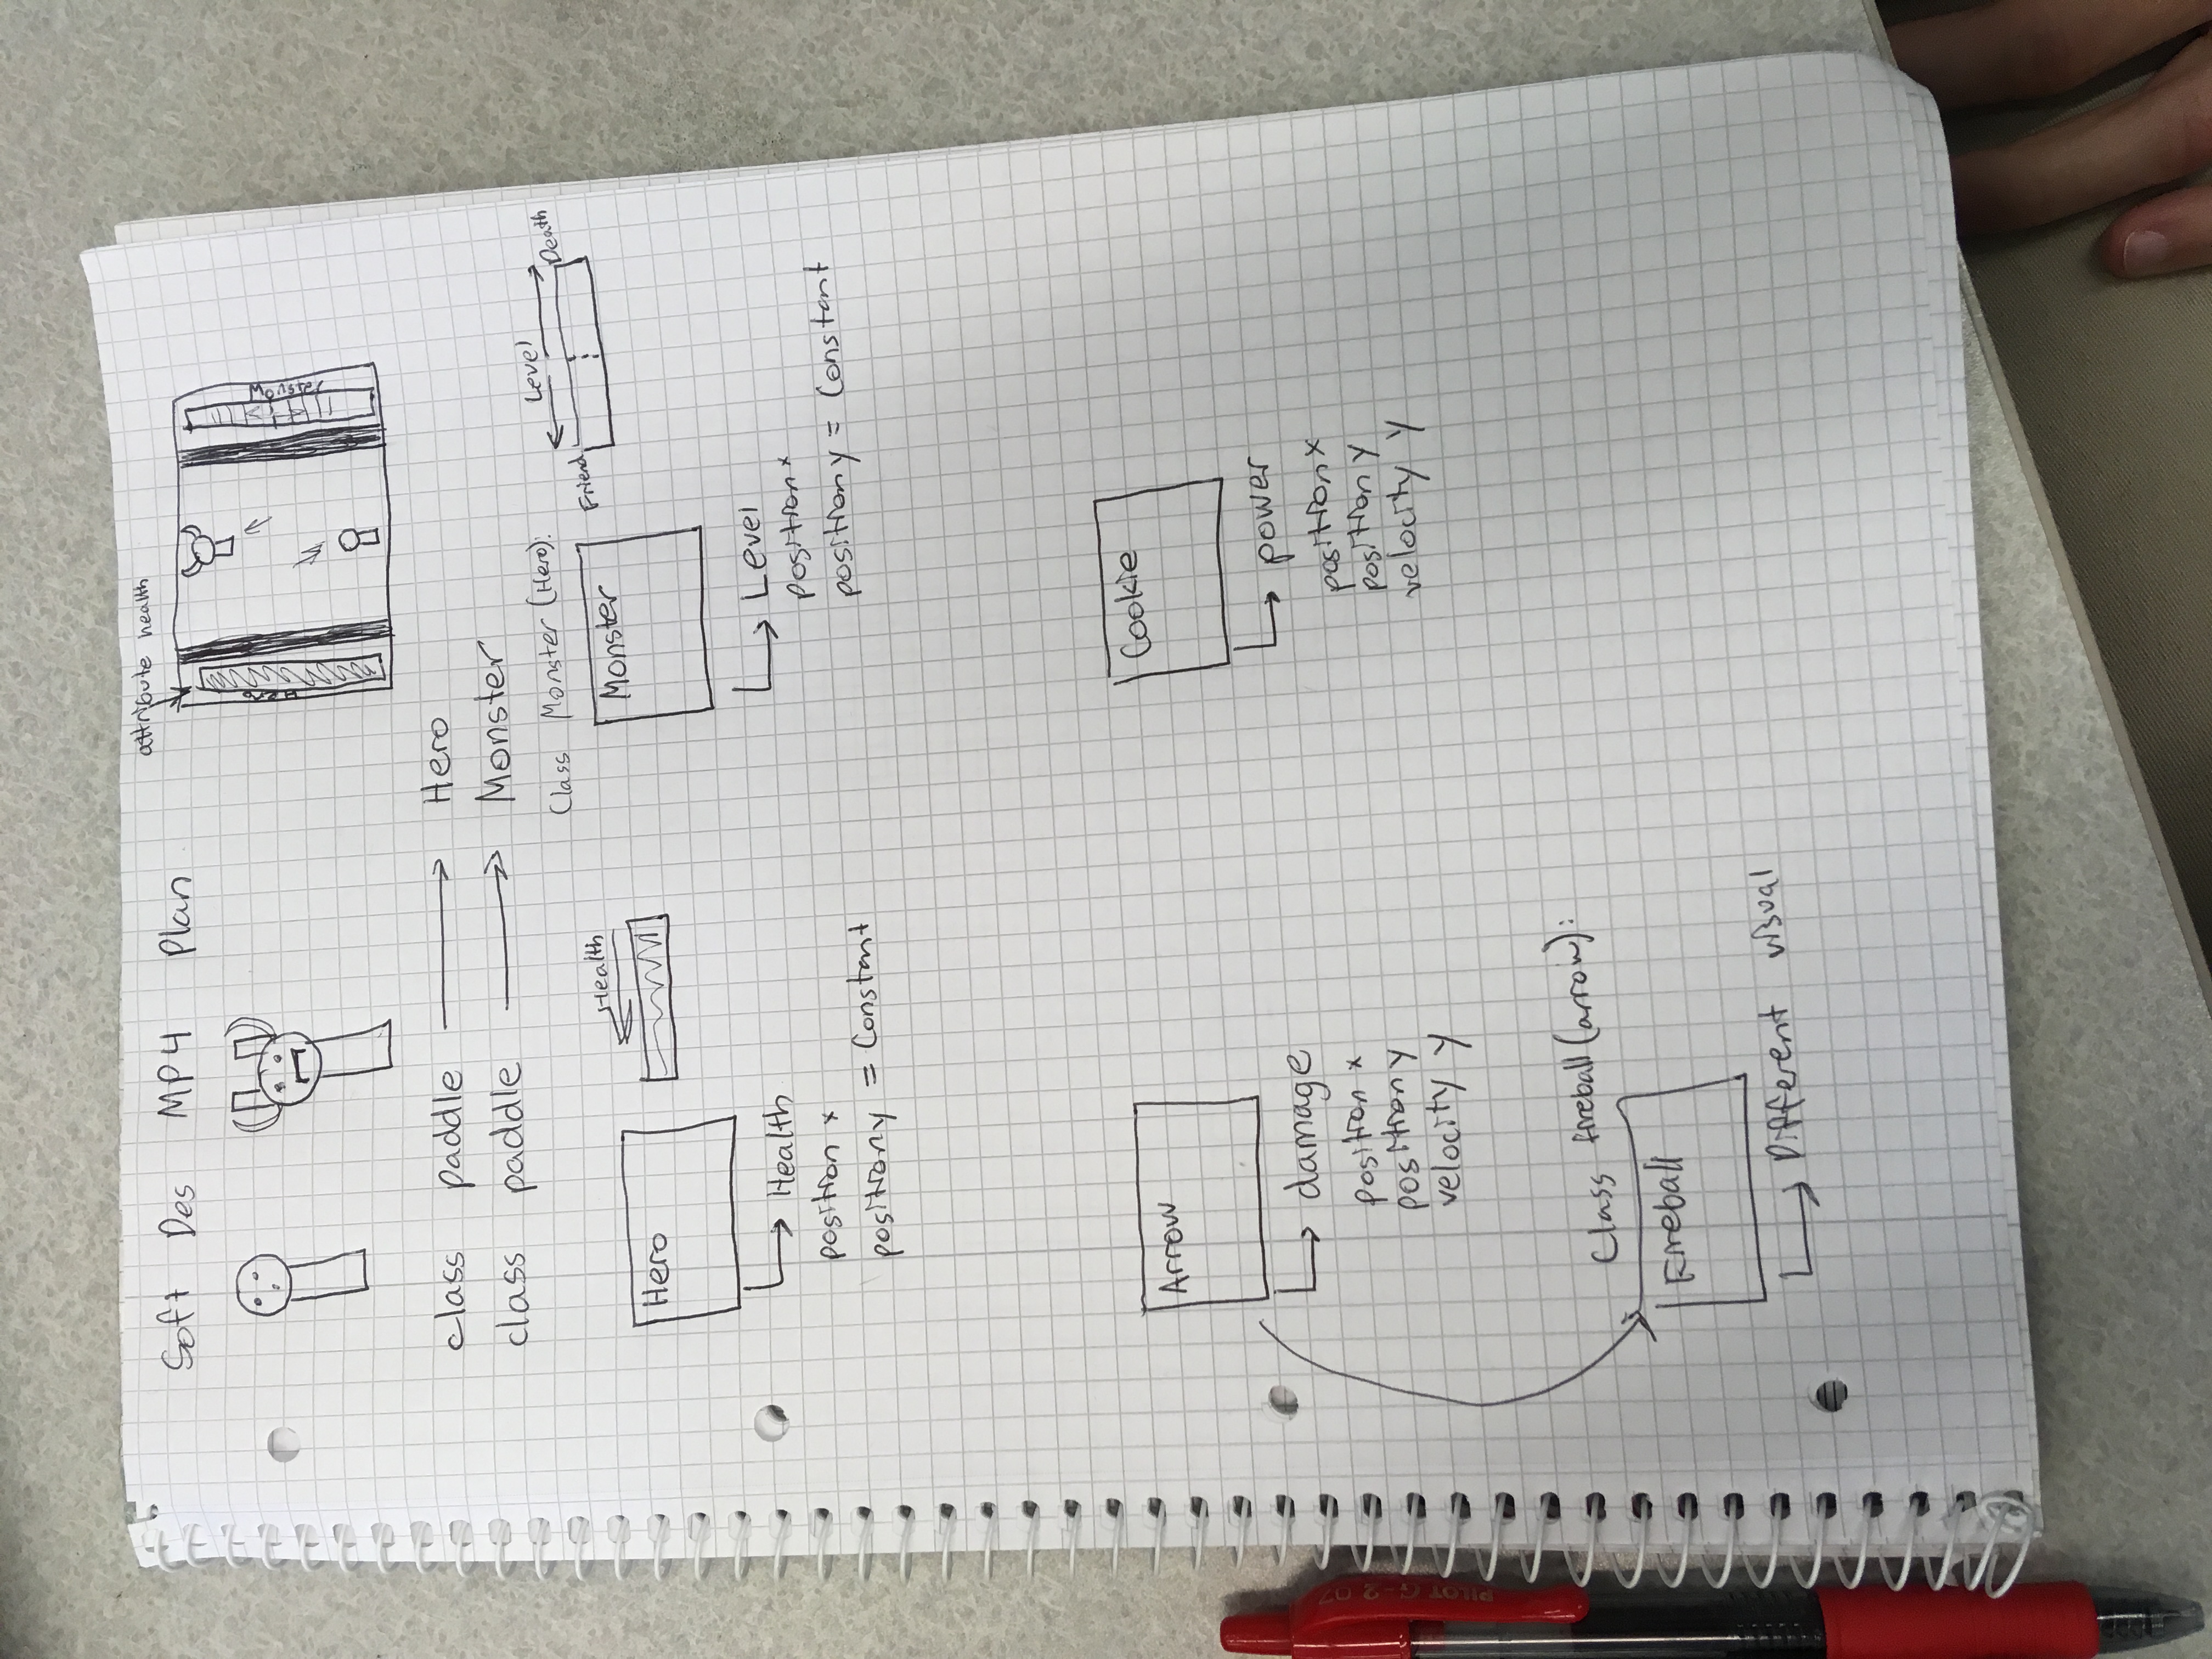 Soft Des MP4 Plan
attribute health
Hero
Monster
class paddle → Hero
class paddle → Monster
Class Monster (Hero):
Level
Friend
Death
Health
Hero
Monster
Health
position x
position y = Constant
Level
position x
position y = Constant
Arrow
Cookie
damage
position x
position y
velocity y
power
position x
position y
velocity y
Class fireball (arrow):
Fireball
Different visual
PILOT G-2 07